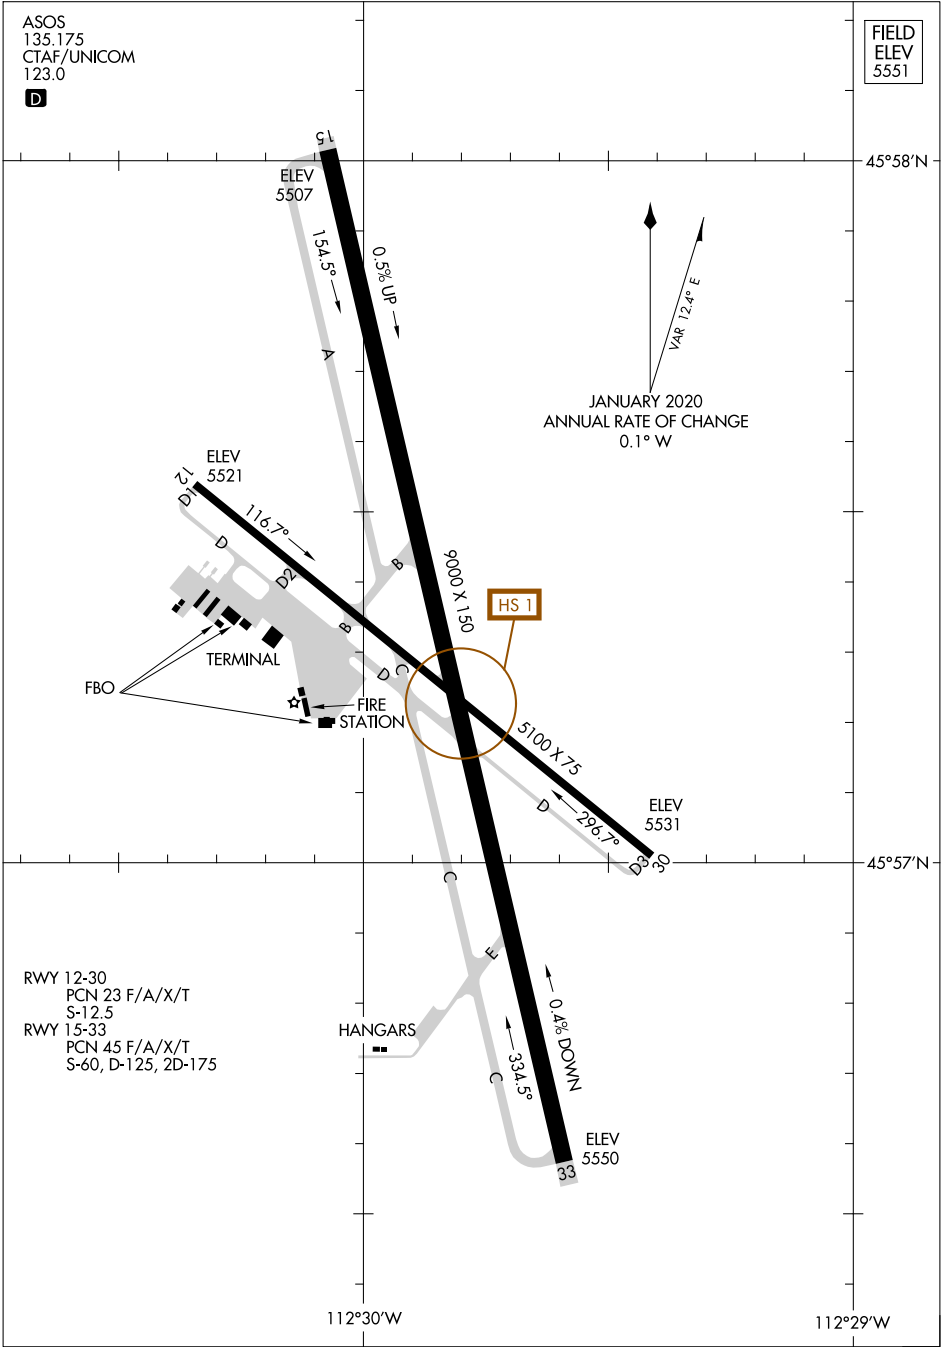 ASOS
135.175
CTAF/UNICOM
123.0
D
FIELD
ELEV
5551
15
45°58'N
ELEV
5507
154.5°
0.5% UP
VAR 12.4° E
A
JANUARY 2020
ANNUAL RATE OF CHANGE
0.1° W
ELEV
5521
12
D1
116.7°
D
D2
B
9000 X 150
HS 1
B
TERMINAL
C
D
FBO
FIRE
STATION
5100 X 75
D
296.7°
ELEV
5531
D3
30
45°57'N
C
E
RWY 12-30
PCN 23 F/A/X/T
S-12.5
RWY 15-33
PCN 45 F/A/X/T
S-60, D-125, 2D-175
HANGARS
0.4% DOWN
334.5°
C
ELEV
5550
33
112°30'W
112°29'W